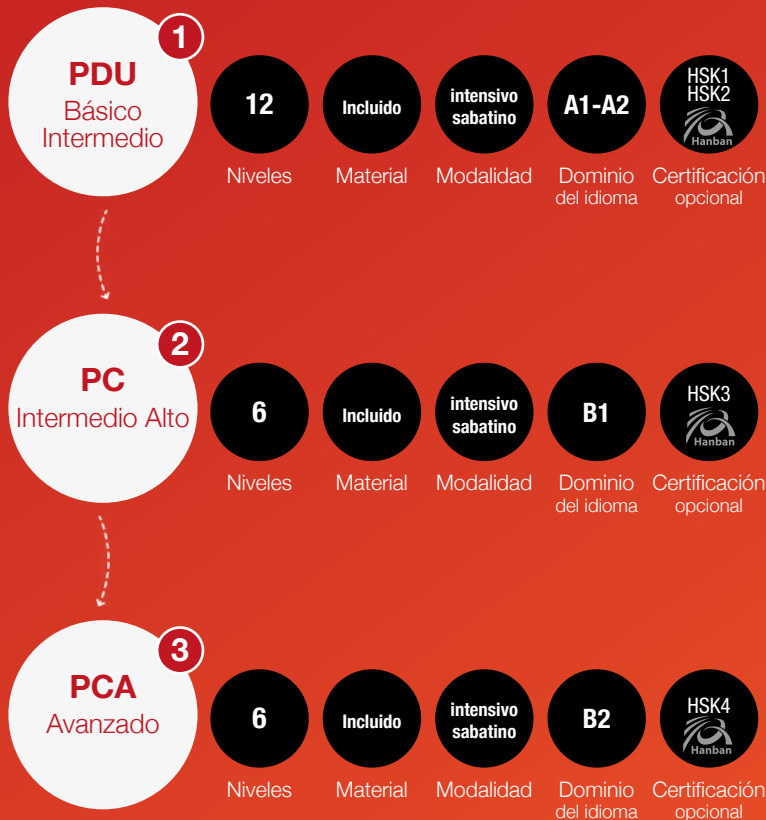 1
PDU
Básico
Intermedio
12
Niveles
Incluido
Material
intensivo
sabatino
Modalidad
A1-A2
Dominio
del idioma
HSK1
HSK2
Hanban
Certificación
opcional
2
PC
Intermedio Alto
6
Niveles
Incluido
Material
intensivo
sabatino
Modalidad
B1
Dominio
del idioma
HSK3
Hanban
Certificación
opcional
3
PCA
Avanzado
6
Niveles
Incluido
Material
intensivo
sabatino
Modalidad
B2
Dominio
del idioma
HSK4
Hanban
Certificación
opcional